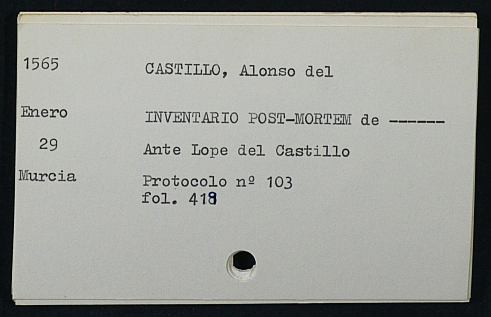 1565 CASTILLO, Alonso del
Enero INVENTARIO POST-MORTEM de ------
29 Ante Lope del Castillo
Murcia Protocolo nº 103
fol. 418